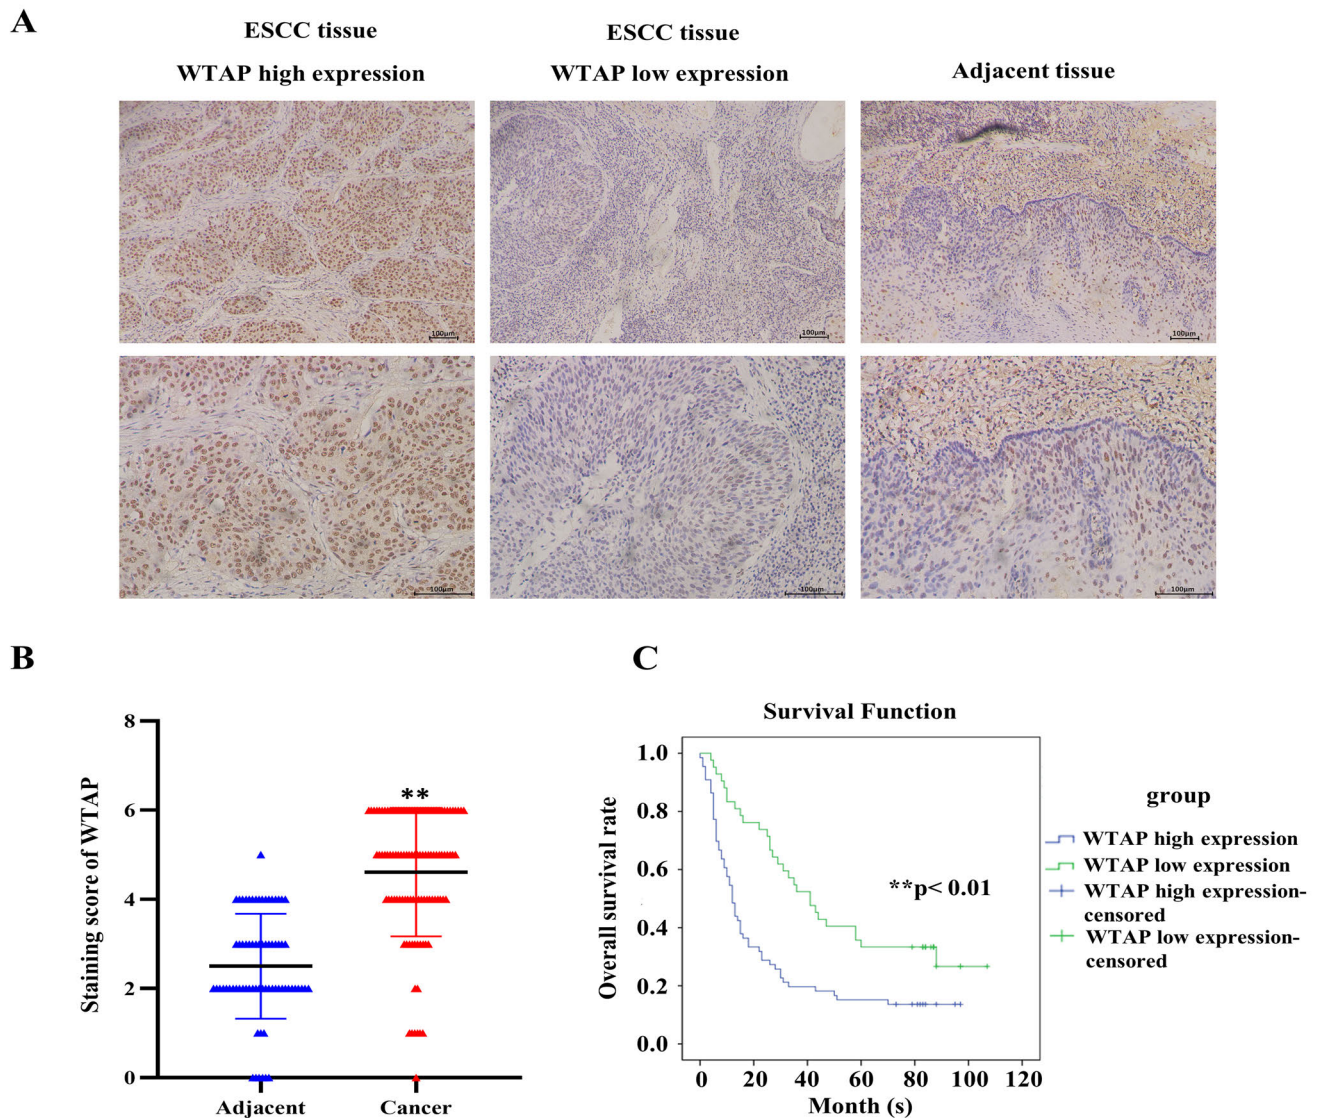 A
ESCC tissue
WTAP high expression
ESCC tissue
WTAP low expression
Adjacent tissue
100μm
100μm
100μm
100μm
100μm
100μm
B
8
6
4
2
0
Staining score of WTAP
**
Adjacent
Cancer
C
Survival Function
1.0
0.8
0.6
0.4
0.2
0.0
Overall survival rate
**p< 0.01
0 20 40 60 80 100 120
Month (s)
group
WTAP high expression
WTAP low expression
WTAP high expression-
censored
WTAP low expression-
censored